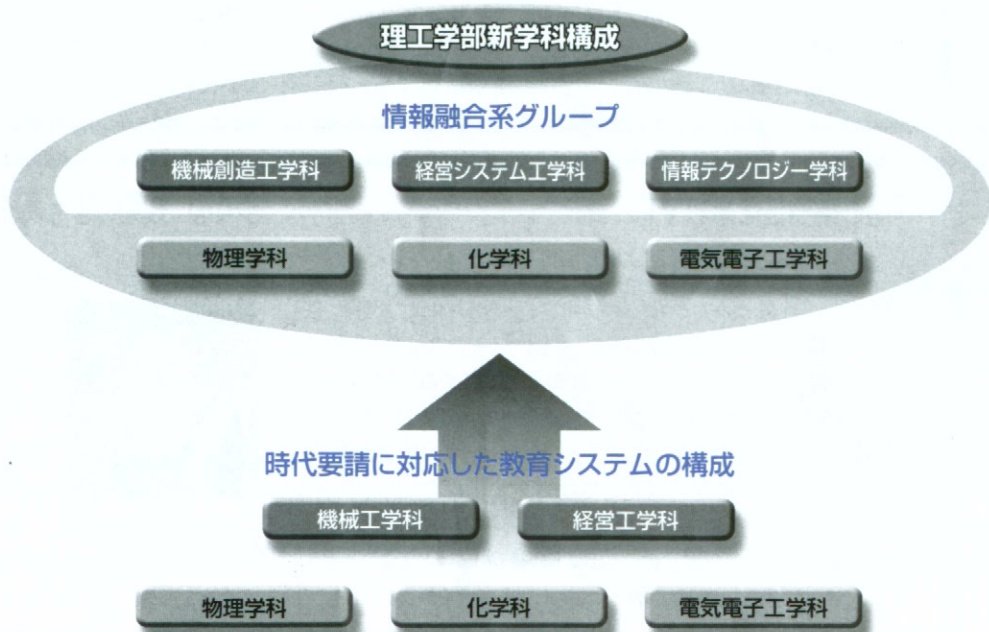 理工学部新学科構成
情報融合系グループ
機械創造工学科 経営システム工学科 情報テクノロジー学科
物理学科 化学科 電気電子工学科
時代要請に対応した教育システムの構成
機械工学科 経営工学科
物理学科 化学科 電気電子工学科